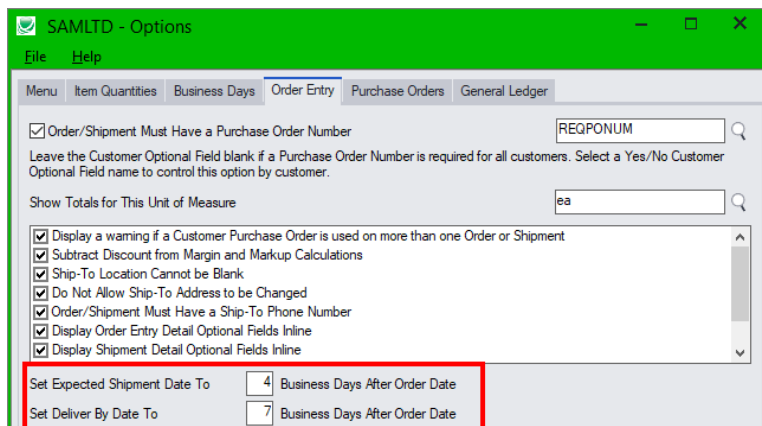 SAMLTD - Options
File Help
Menu Item Quantities Business Days Order Entry Purchase Orders General Ledger
Order/Shipment Must Have a Purchase Order Number REQPONUM
Leave the Customer Optional Field blank if a Purchase Order Number is required for all customers. Select a Yes/No Customer
Optional Field name to control this option by customer.
Show Totals for This Unit of Measure ea
Display a warning if a Customer Purchase Order is used on more than one Order or Shipment
Subtract Discount from Margin and Markup Calculations
Ship-To Location Cannot be Blank
Do Not Allow Ship-To Address to be Changed
Order/Shipment Must Have a Ship-To Phone Number
Display Order Entry Detail Optional Fields Inline
Display Shipment Detail Optional Fields Inline
Set Expected Shipment Date To 4 Business Days After Order Date
Set Deliver By Date To 7 Business Days After Order Date